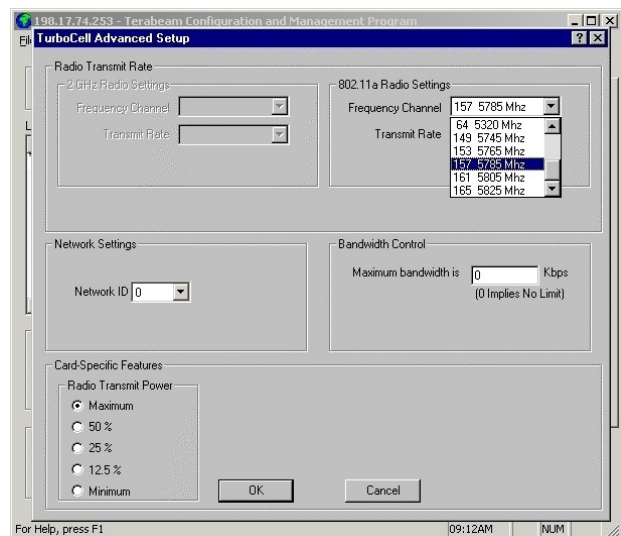 198.17.74.253 - Terabeam Configuration and Management Program
TurboCell Advanced Setup
Radio Transmit Rate
2 GHz Radio Settings
Frequency Channel
Transmit Rate
802.11a Radio Settings
Frequency Channel 157 5785 Mhz
Transmit Rate
64 5320 Mhz
149 5745 Mhz
153 5765 Mhz
157 5785 Mhz
161 5805 Mhz
165 5825 Mhz
Network Settings
Network ID 0
Bandwidth Control
Maximum bandwidth is 0 Kbps
(0 Implies No Limit)
Card-Specific Features
Radio Transmit Power
Maximum
50 %
25 %
12.5 %
Minimum
OK
Cancel
For Help, press F1
09:12AM
NUM